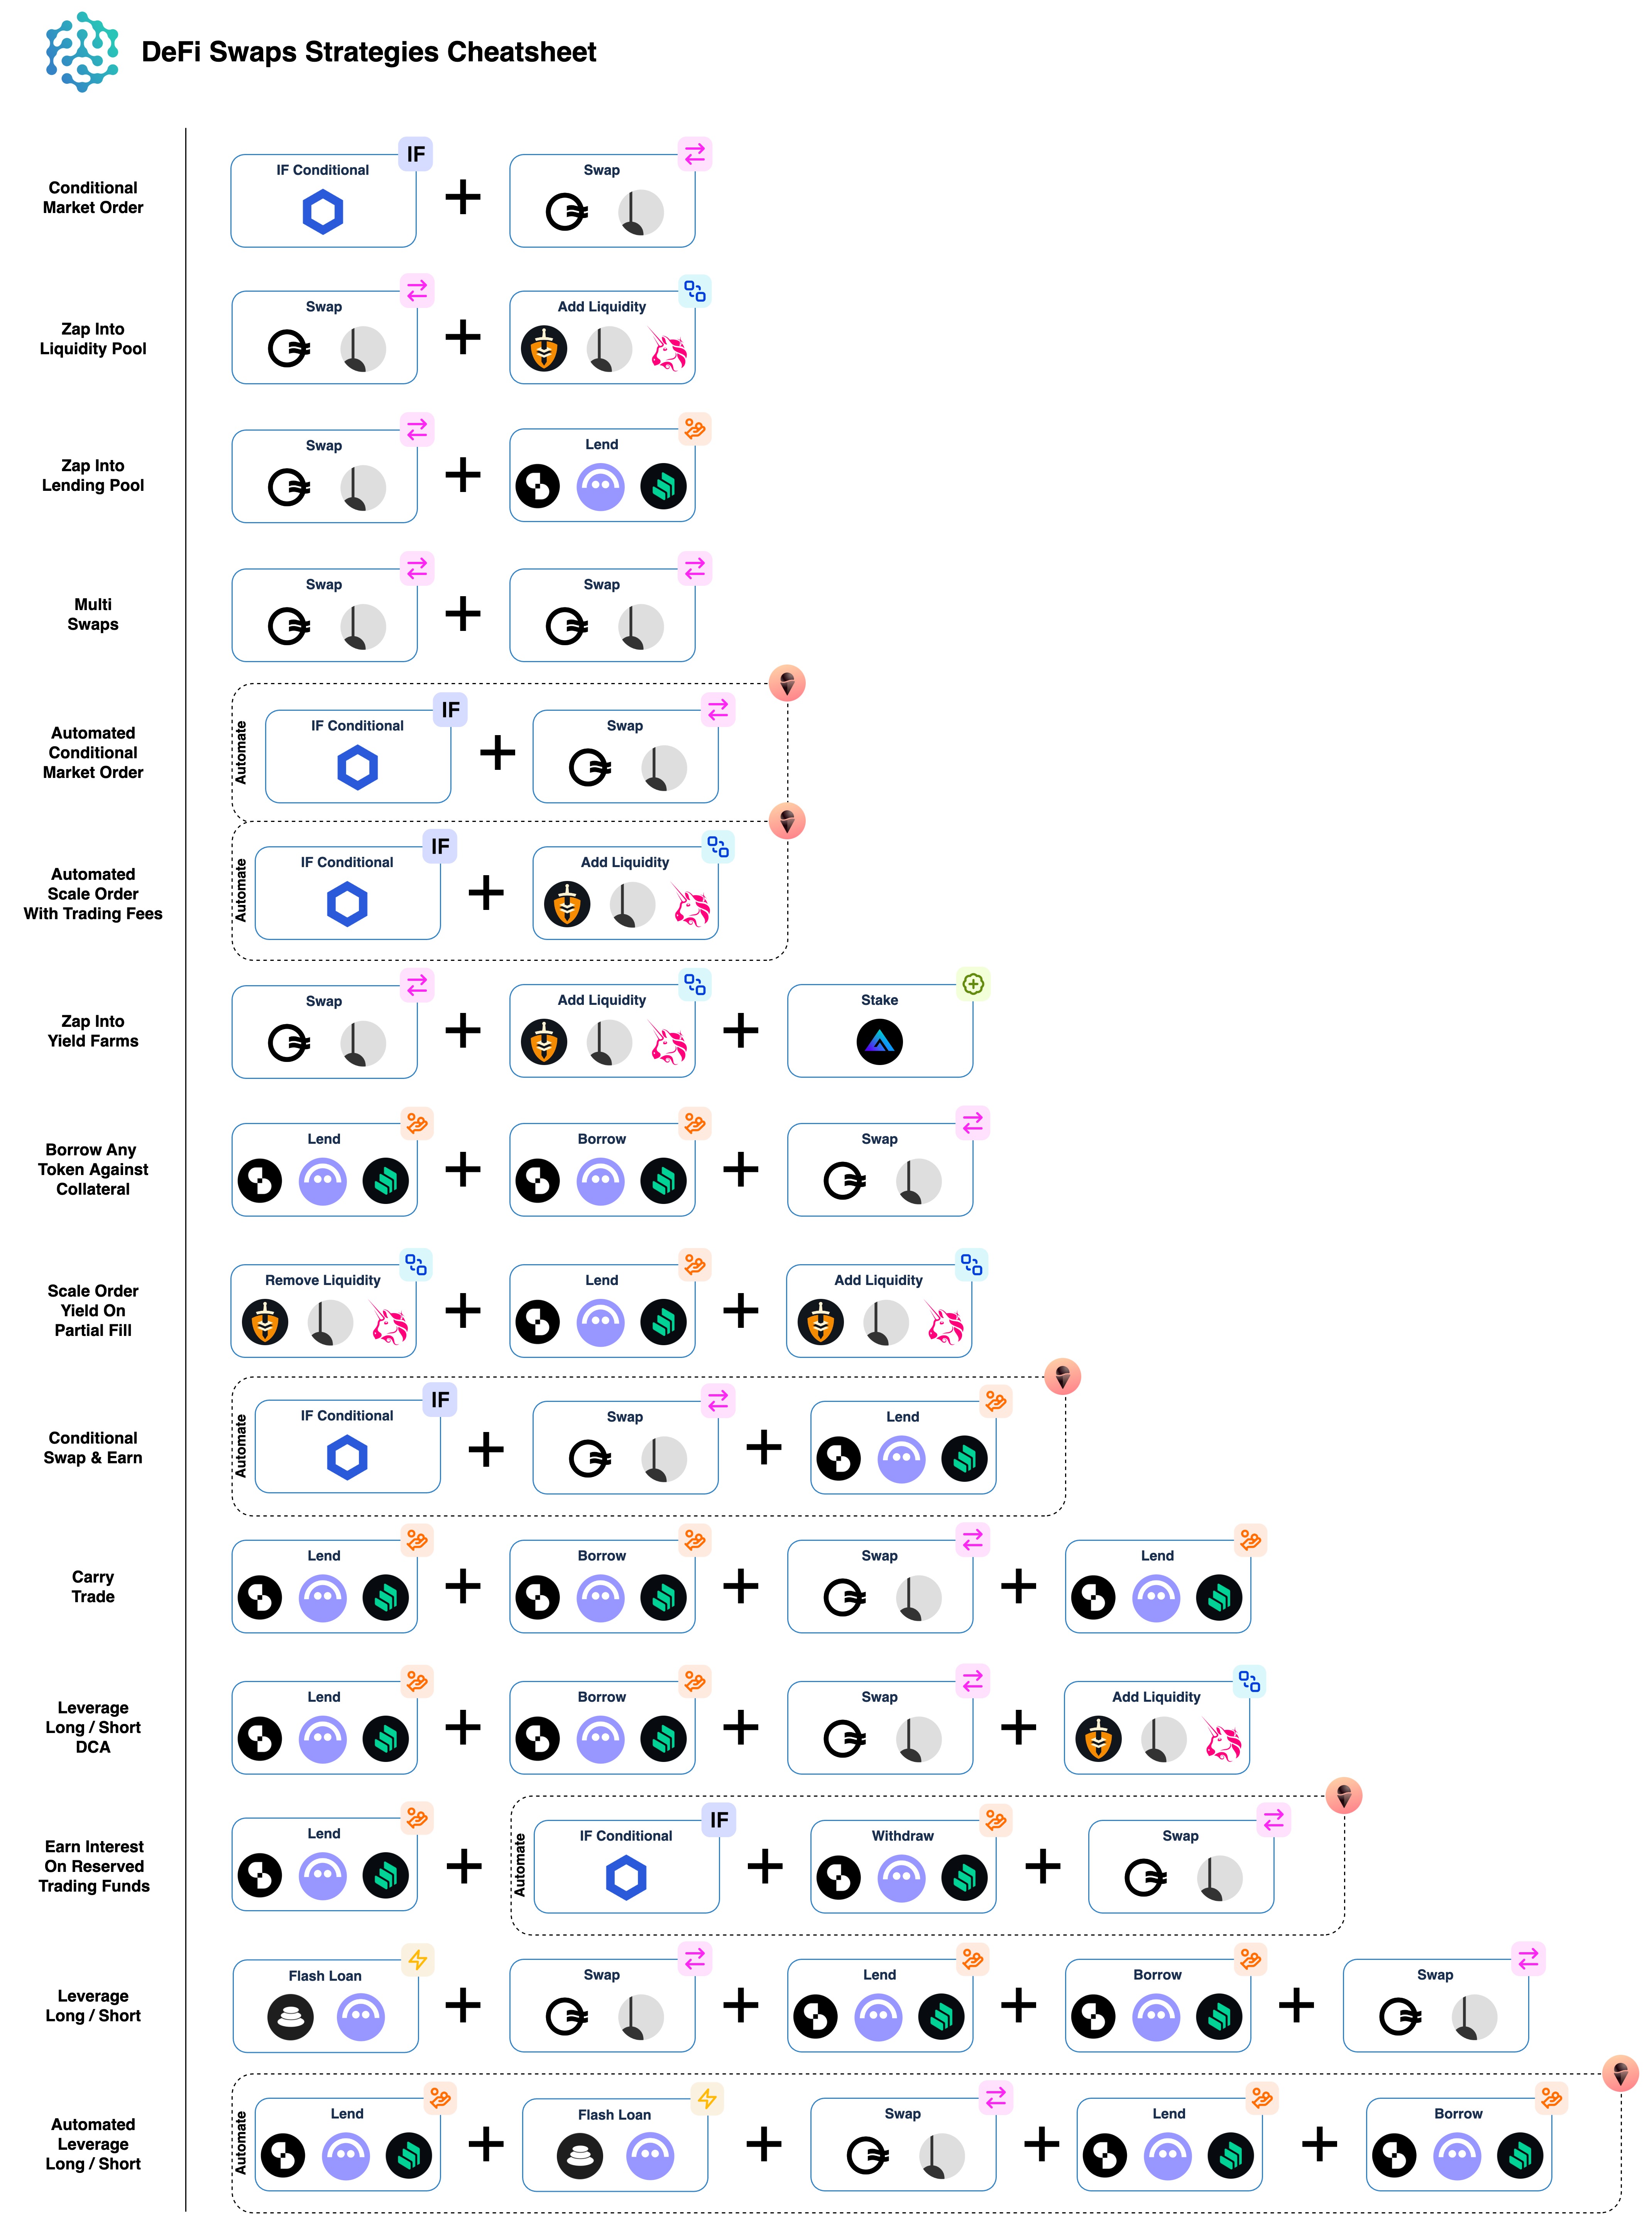 DeFi Swaps Strategies Cheatsheet
Conditional
Market Order
IF Conditional
IF
Swap
Zap Into
Liquidity Pool
Swap
Add Liquidity
Zap Into
Lending Pool
Swap
Lend
Multi
Swaps
Swap
Swap
Automated
Conditional
Market Order
Automate
IF Conditional
IF
Swap
Automated
Scale Order
With Trading Fees
Automate
IF Conditional
IF
Add Liquidity
Zap Into
Yield Farms
Swap
Add Liquidity
Stake
Borrow Any
Token Against
Collateral
Lend
Borrow
Swap
Scale Order
Yield On
Partial Fill
Remove Liquidity
Lend
Add Liquidity
Conditional
Swap & Earn
Automate
IF Conditional
IF
Swap
Lend
Carry
Trade
Lend
Borrow
Swap
Lend
Leverage
Long / Short
DCA
Lend
Borrow
Swap
Add Liquidity
Earn Interest
On Reserved
Trading Funds
Lend
Automate
IF Conditional
IF
Withdraw
Swap
Leverage
Long / Short
Flash Loan
Swap
Lend
Borrow
Swap
Automated
Leverage
Long / Short
Automate
Lend
Flash Loan
Swap
Lend
Borrow